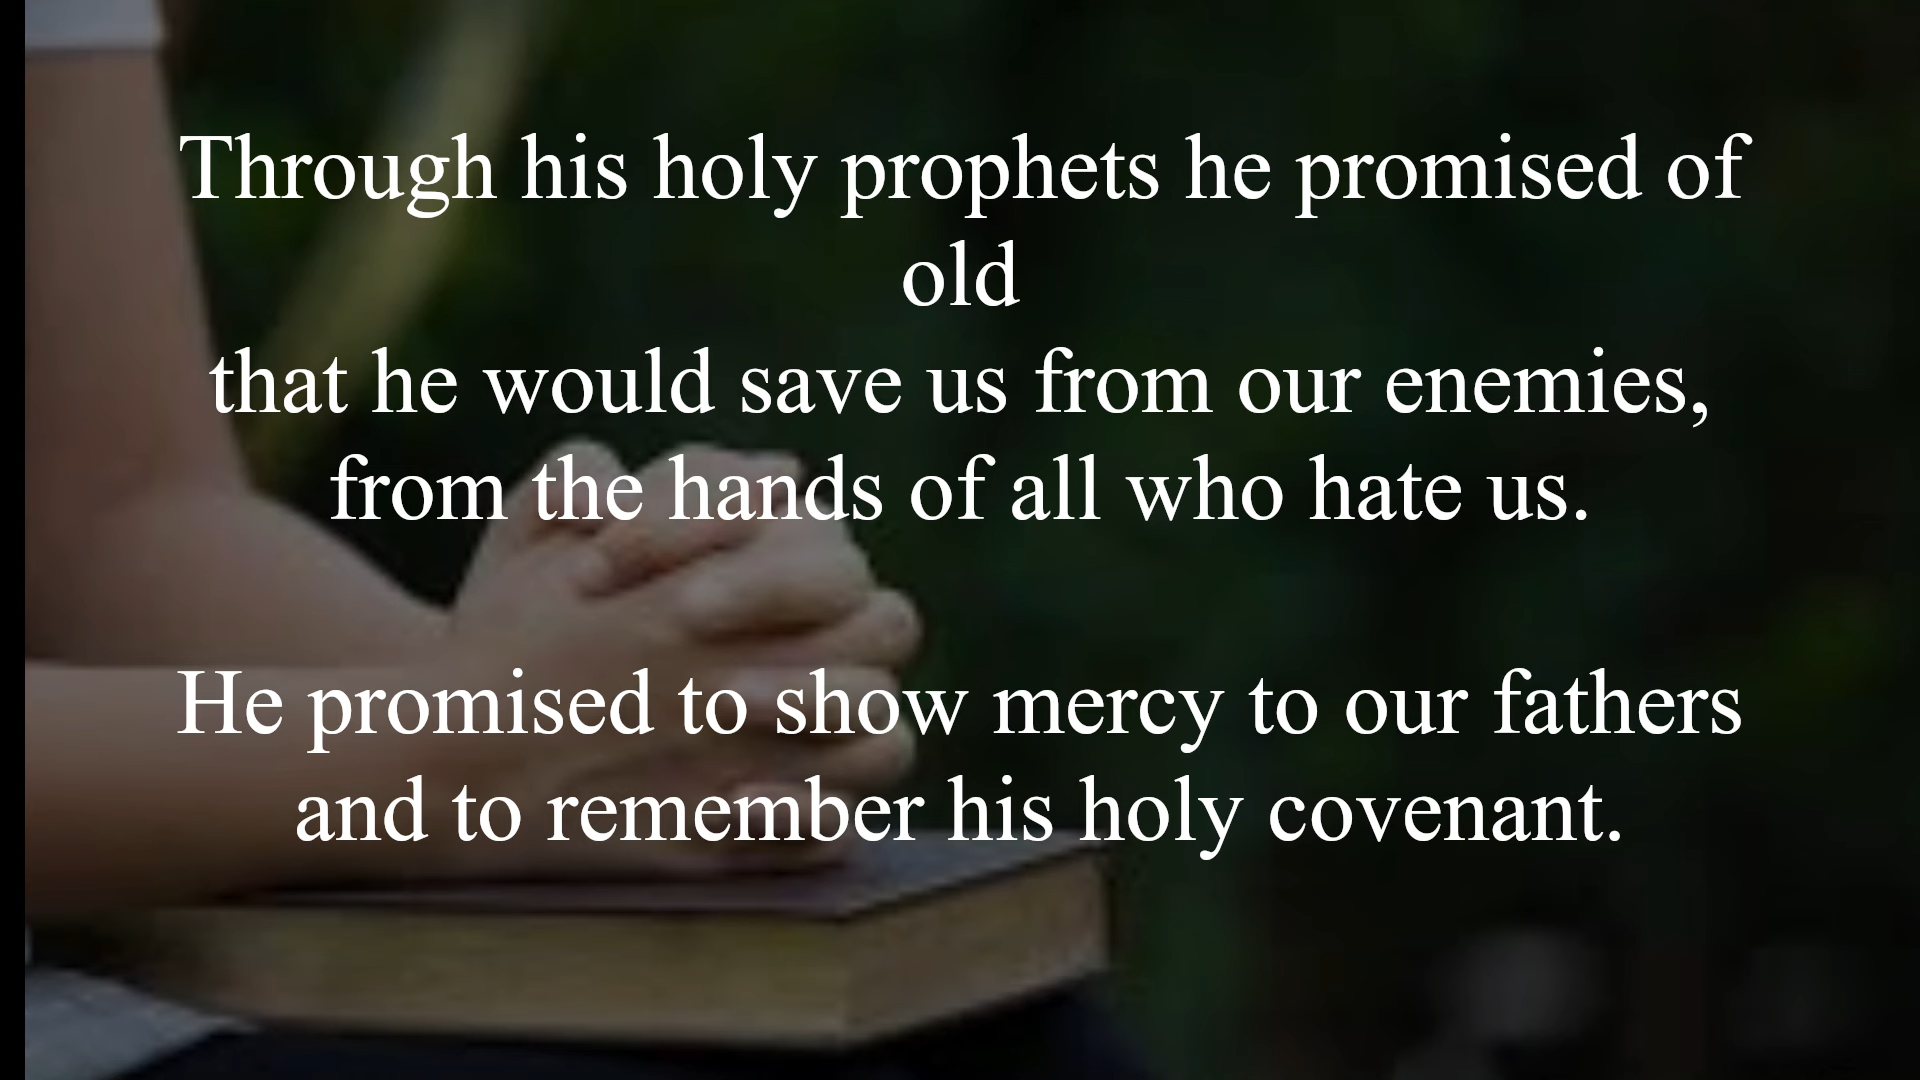 Through his holy prophets he promised of
old
that he would save us from our enemies,
from the hands of all who hate us.
He promised to show mercy to our fathers
and to remember his holy covenant.